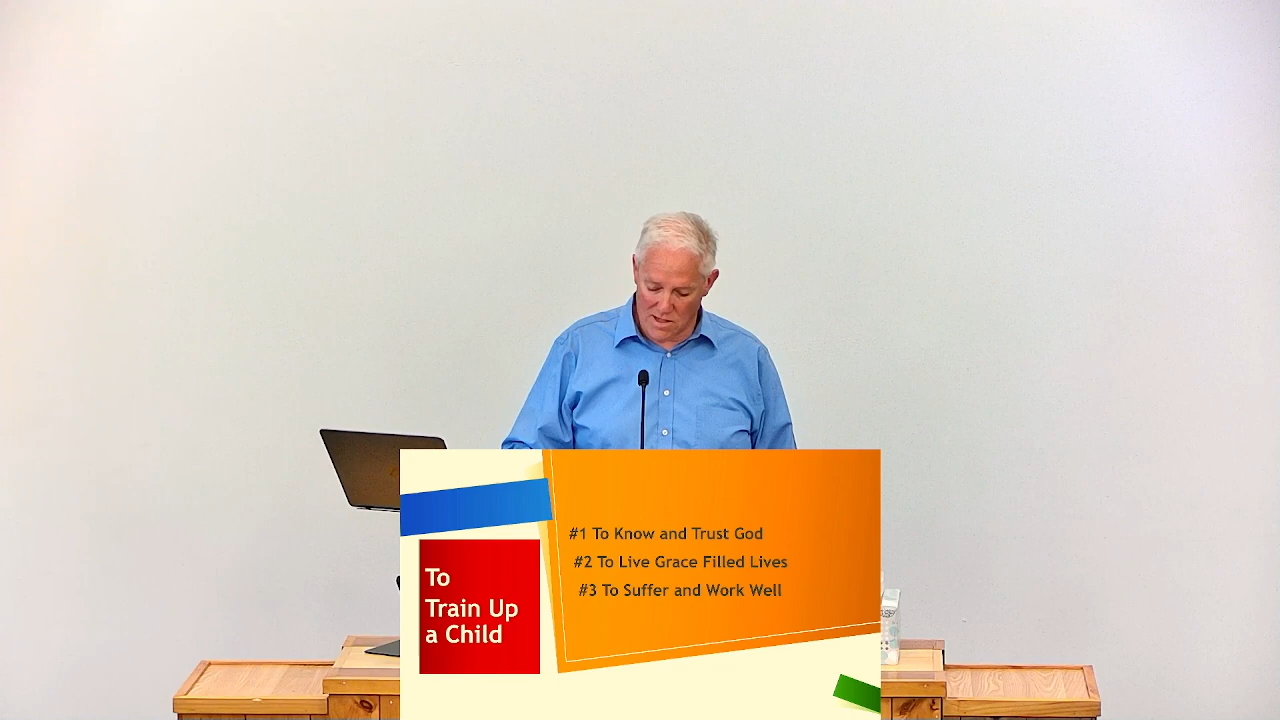 To
Train Up
a Child
#1 To Know and Trust God
#2 To Live Grace Filled Lives
#3 To Suffer and Work Well